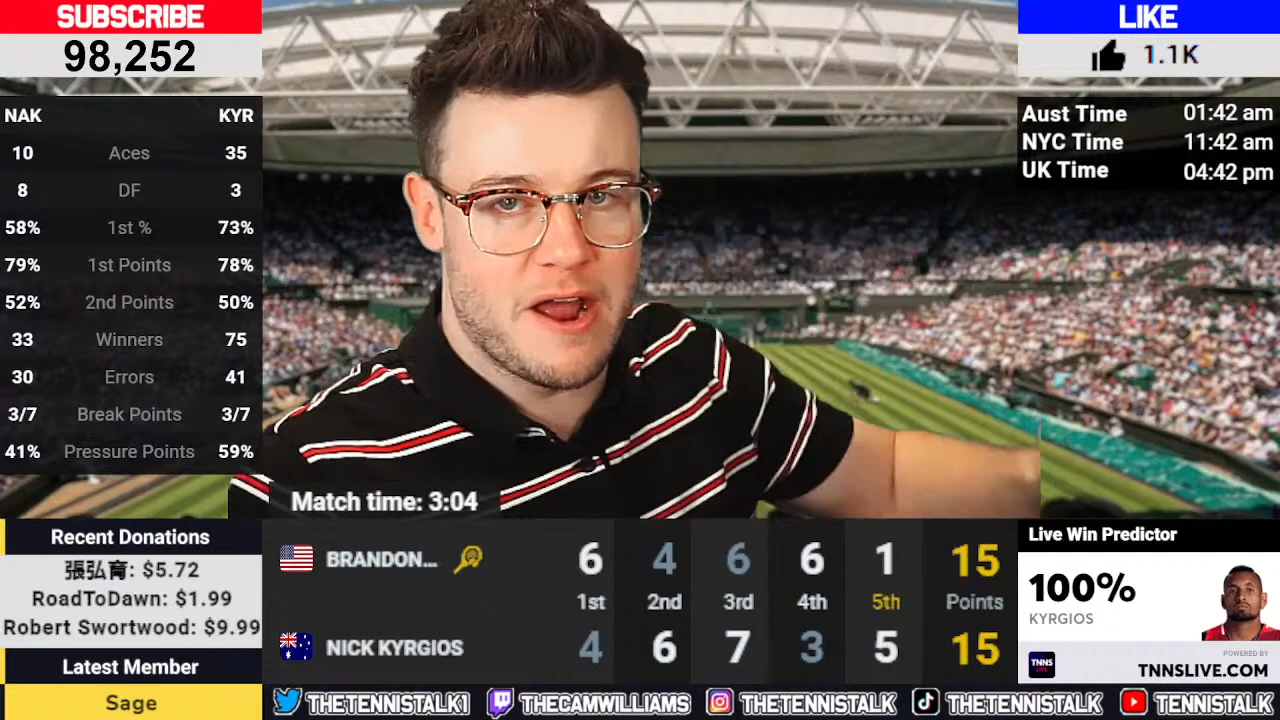 SUBSCRIBE
98,252
NAK KYR
10 Aces 35
8 DF 3
58% 1st % 73%
79% 1st Points 78%
52% 2nd Points 50%
33 Winners 75
30 Errors 41
3/7 Break Points 3/7
41% Pressure Points 59%
LIKE
1.1K
Aust Time 01:42 am
NYC Time 11:42 am
UK Time 04:42 pm
Match time: 3:04
Recent Donations
張弘育: $5.72
RoadToDawn: $1.99
Robert Swortwood: $9.99
Latest Member
Sage
BRANDON... 6 4 6 6 1 15
1st 2nd 3rd 4th 5th Points
NICK KYRGIOS 4 6 7 3 5 15
Live Win Predictor
100%
KYRGIOS
POWERED BY
TNNS LIVE
TNNSLIVE.COM
THETENNISTALK1 THECAMWILLIAMS THETENNISTALK THETENNISTALK TENNISTALK